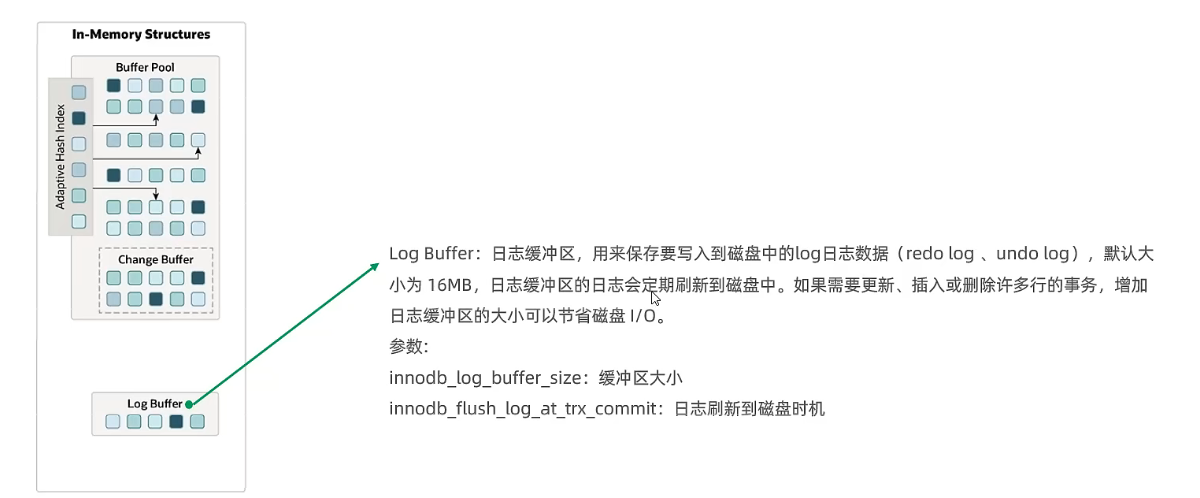 In-Memory Structures
Buffer Pool
Adaptive Hash Index
Change Buffer
Log Buffer
Log Buffer：日志缓冲区，用来保存要写入到磁盘中的log日志数据（redo log 、undo log），默认大
小为 16MB，日志缓冲区的日志会定期刷新到磁盘中。如果需要更新、插入或删除许多行的事务，增加
日志缓冲区的大小可以节省磁盘 I/O。
参数：
innodb_log_buffer_size：缓冲区大小
innodb_flush_log_at_trx_commit：日志刷新到磁盘时机